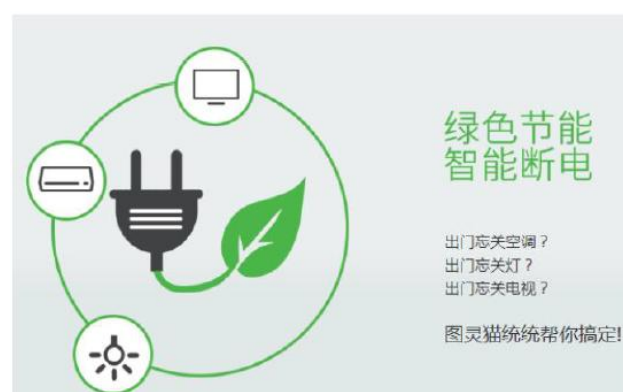 绿色节能
智能断电
出门忘关空调？
出门忘关灯？
出门忘关电视？
图灵猫统统帮你搞定!